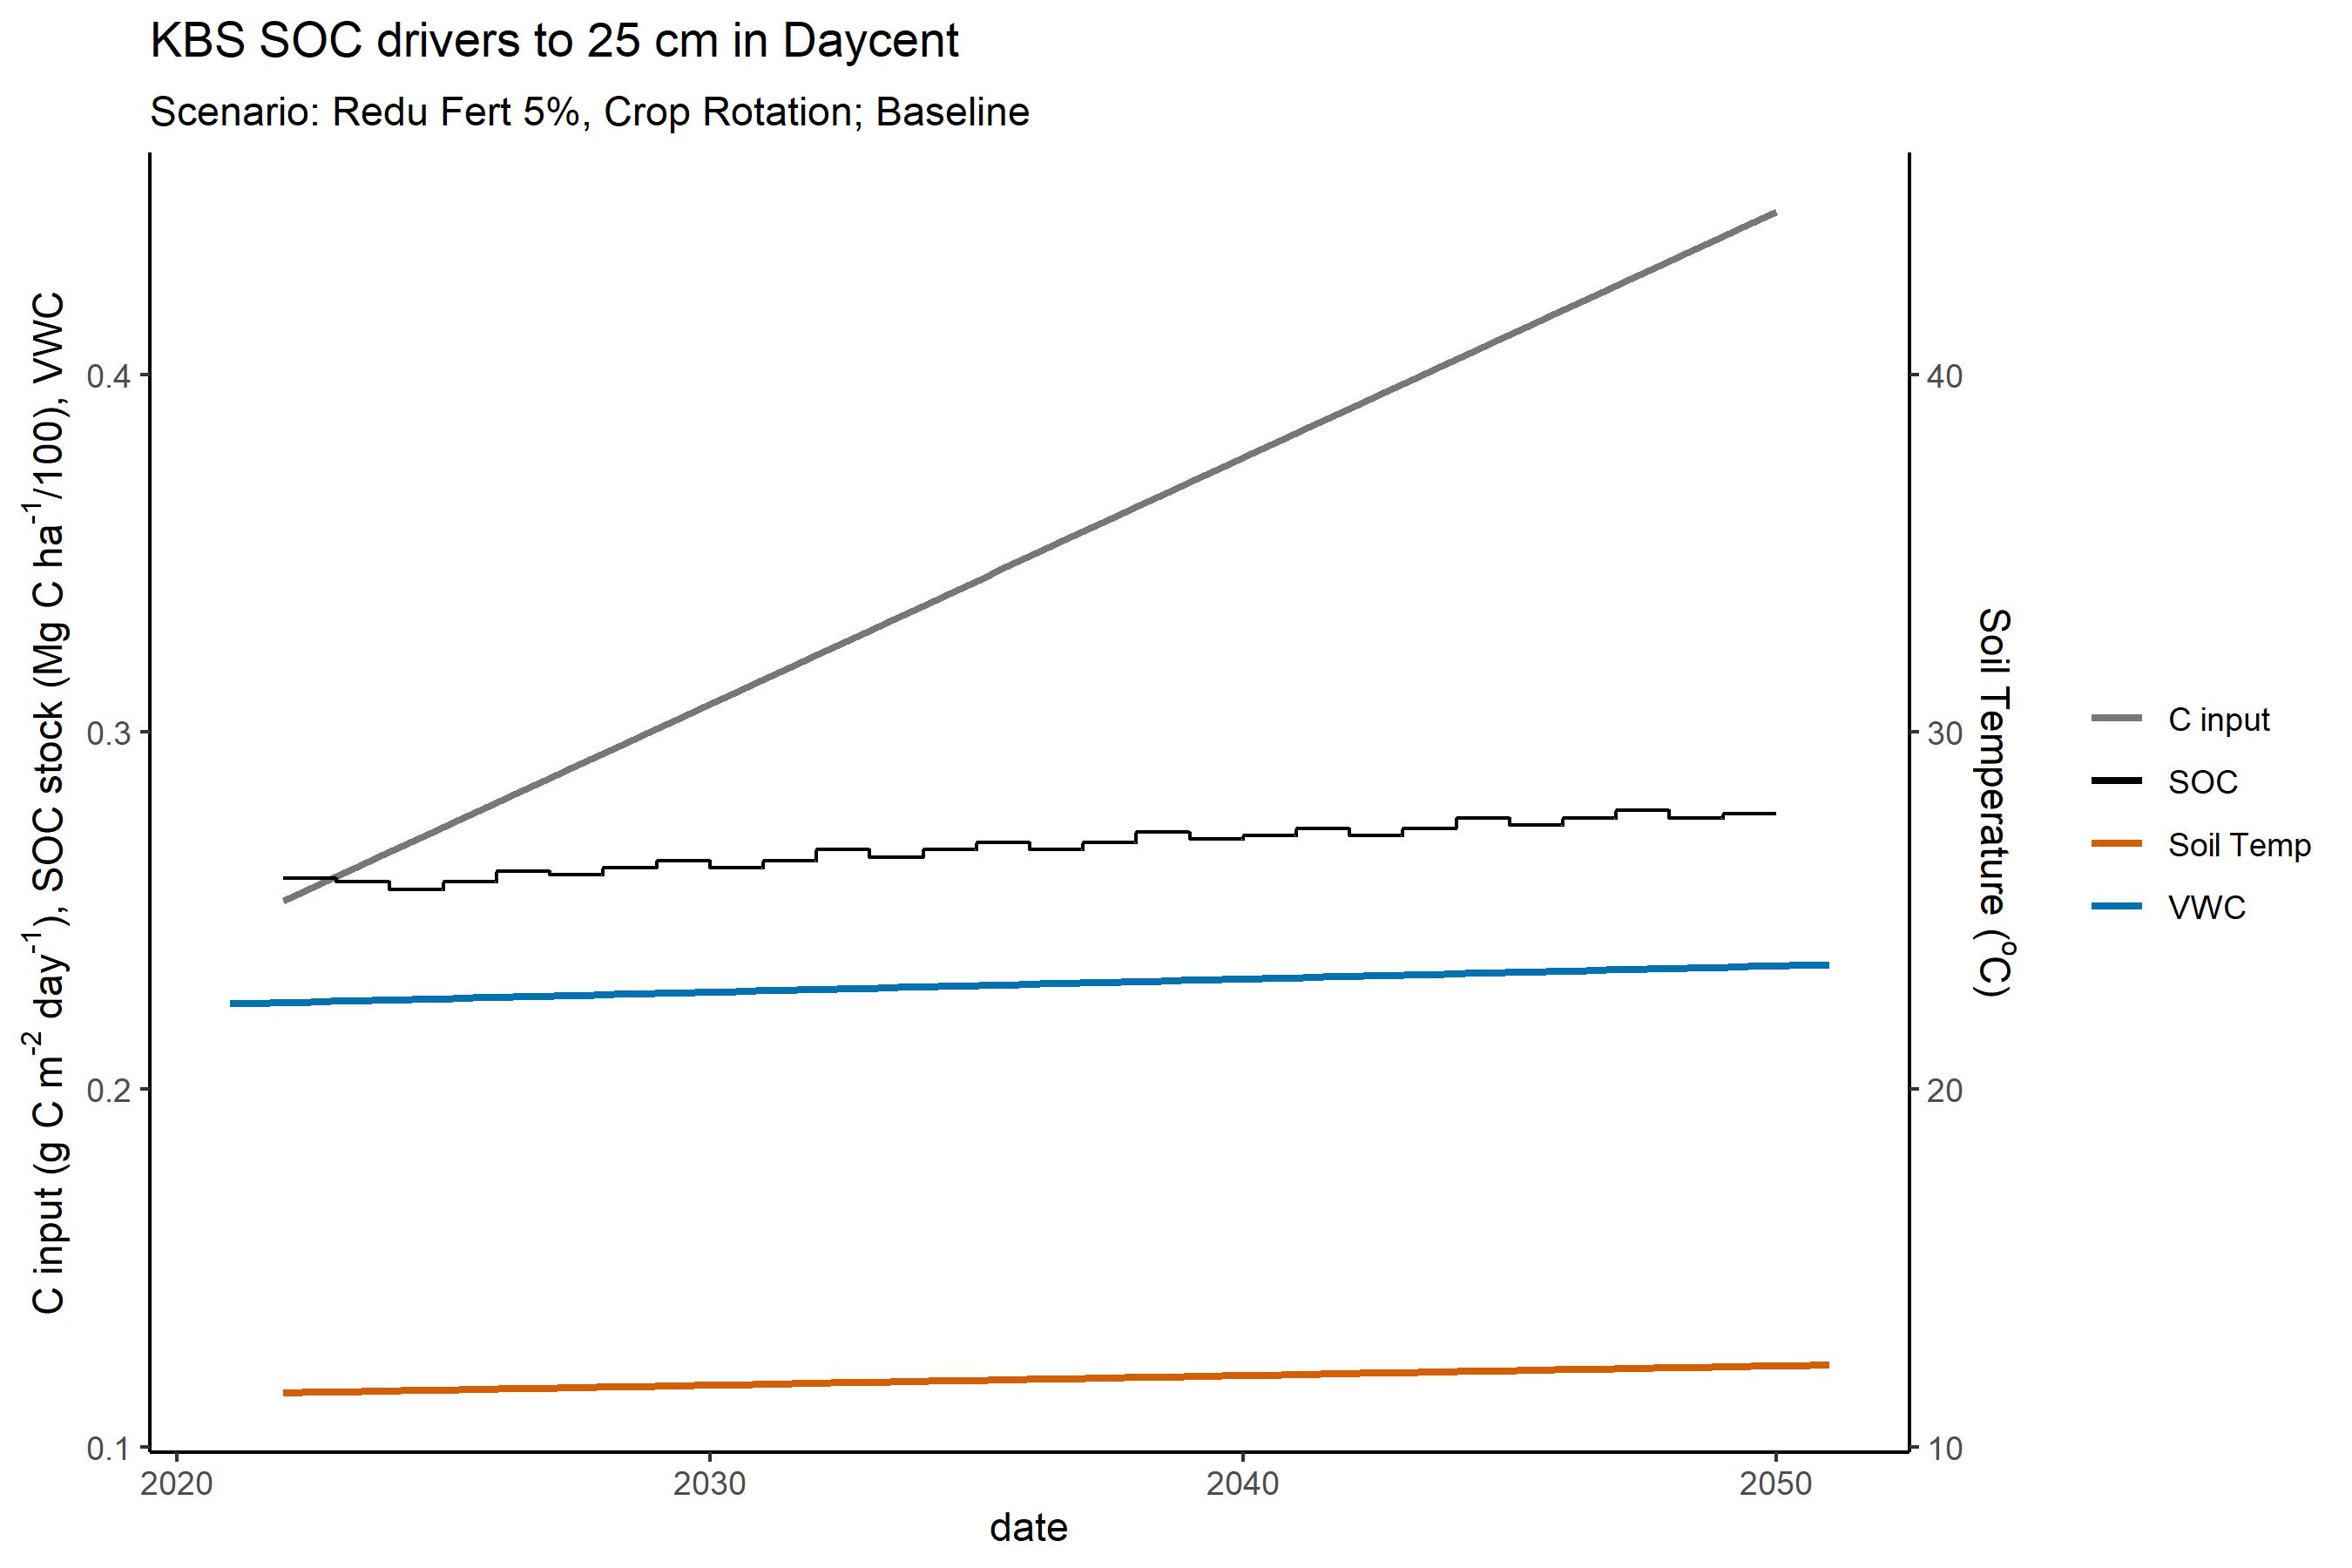 KBS SOC drivers to 25 cm in Daycent
Scenario: Redu Fert 5%, Crop Rotation; Baseline
C input (g C m⁻² day⁻¹), SOC stock (Mg C ha⁻¹/100), VWC
0.4
0.3
0.2
0.1
2020
2030
2040
2050
date
40
30
20
10
Soil Temperature (ºC)
C input
SOC
Soil Temp
VWC